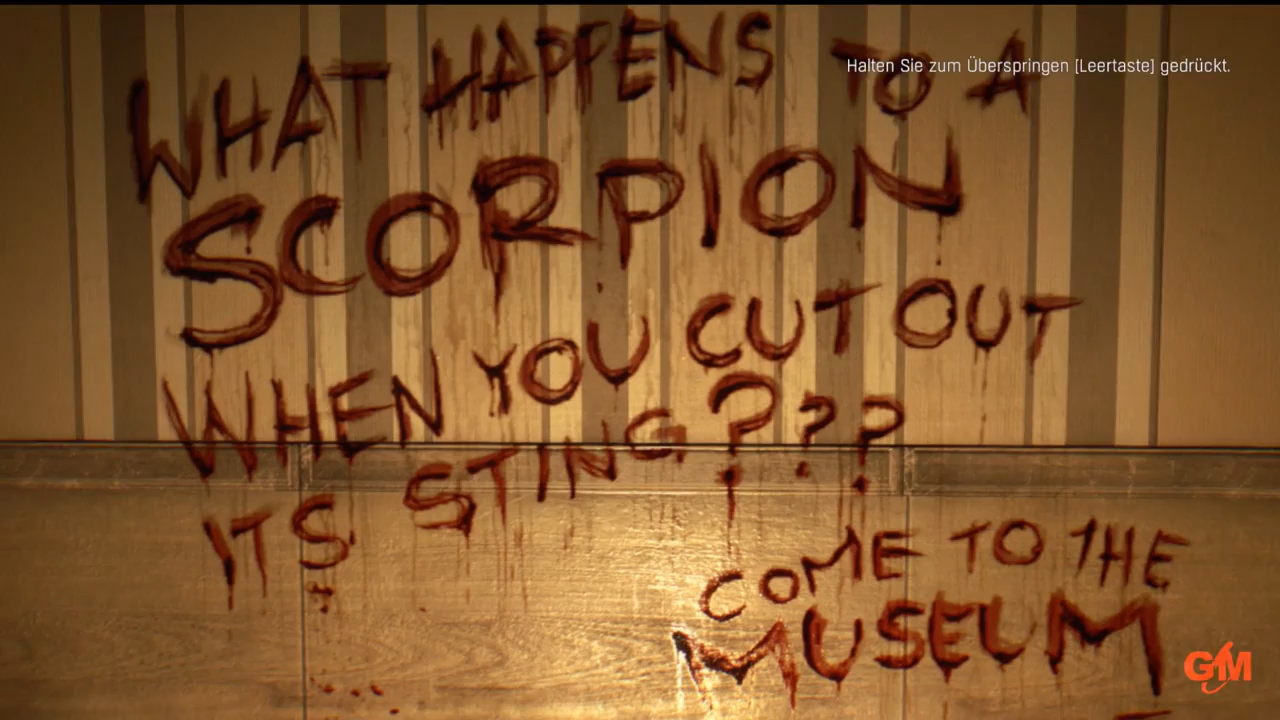 WHAT HAPPENS TO A
Halten Sie zum Überspringen [Leertaste] gedrückt.
SCORPION
WHEN YOU CUT OUT
ITS STING???
COME TO THE
MUSEUM
GM